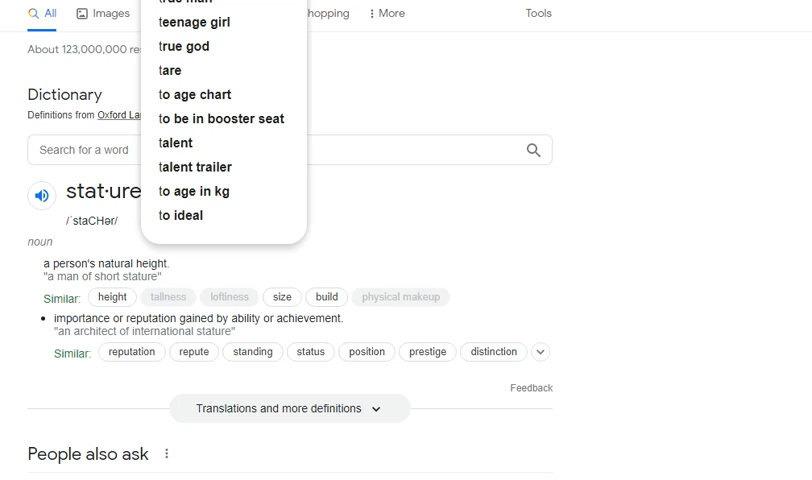 All Images hopping More Tools
teenage girl
true god
About 123,000,000
tare
Dictionary
to age chart
Definitions from Oxford
to be in booster seat
Search for a word
talent
talent trailer
stat·ure
to age in kg
/ˈstaCHər/
to ideal
noun
a person's natural height.
"a man of short stature"
Similar: height tallness loftiness size build physical makeup
• importance or reputation gained by ability or achievement.
"an architect of international stature"
Similar: reputation repute standing status position prestige distinction
Feedback
Translations and more definitions
People also ask